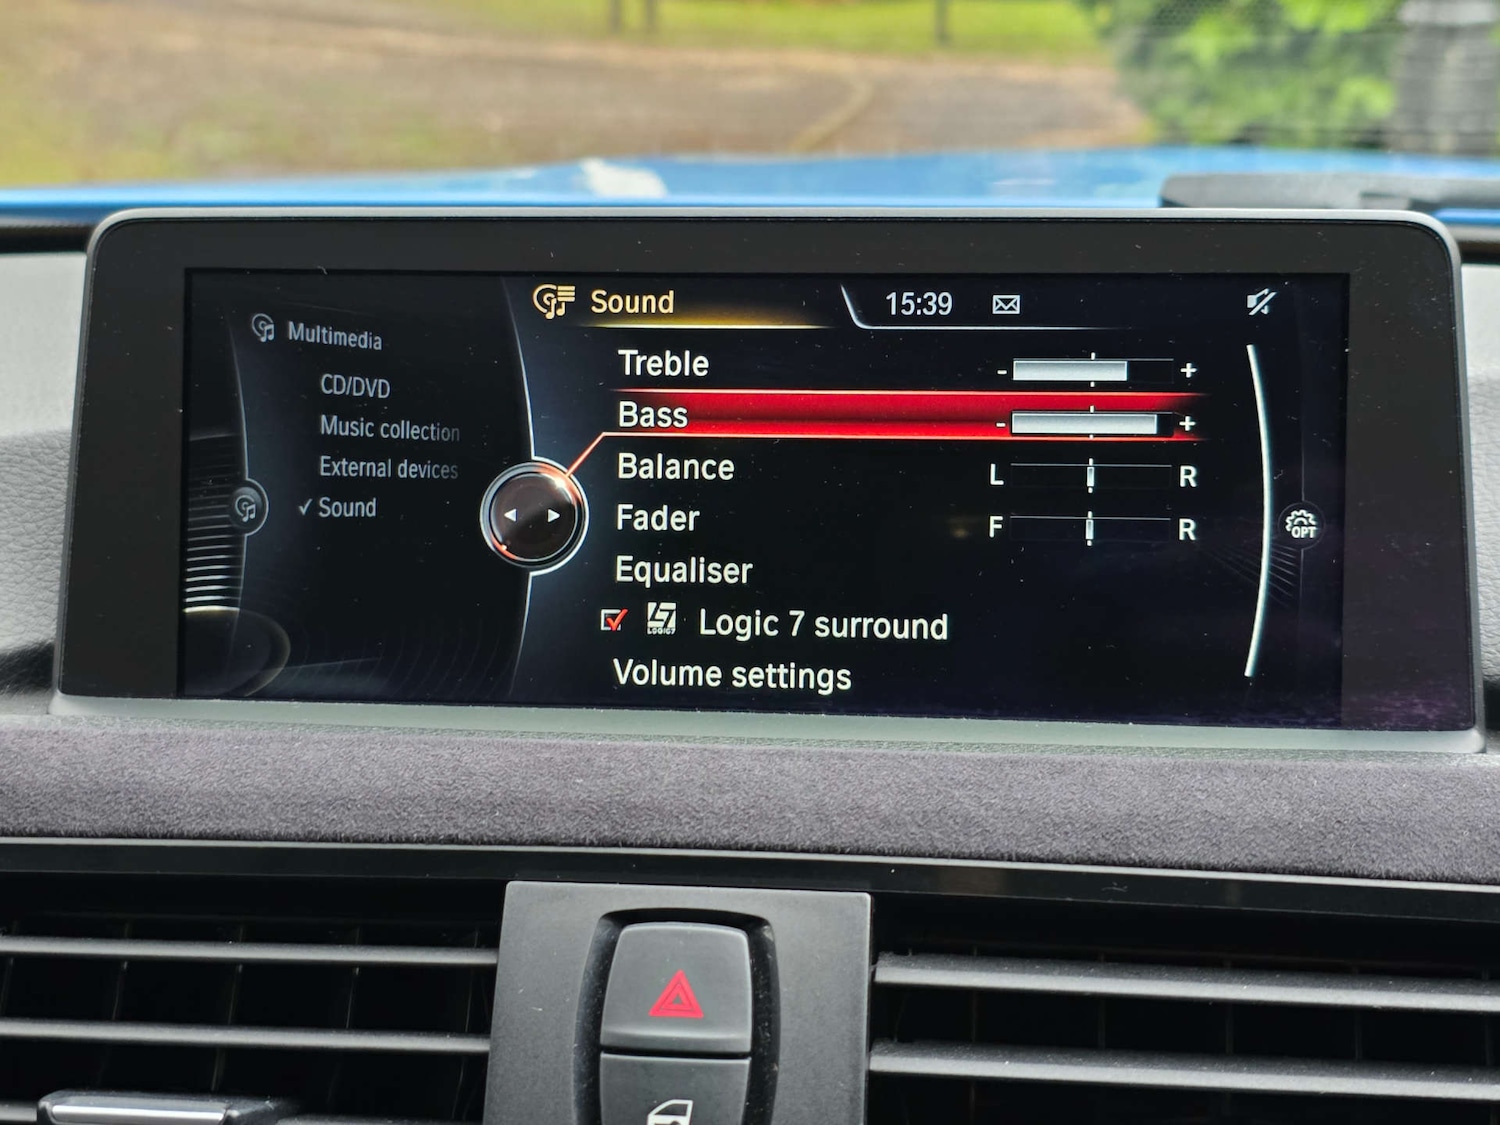 Multimedia
CD/DVD
Music collection
External devices
✓ Sound
Sound
15:39
Treble - +
Bass - +
Balance L R
Fader F R
Equaliser
LOGIC7 Logic 7 surround
Volume settings
OPT